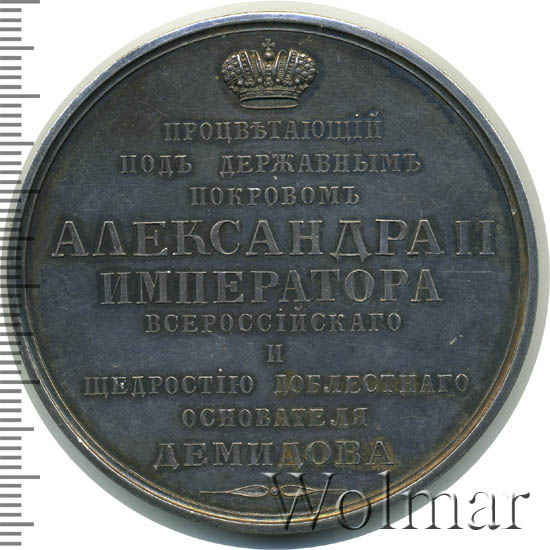 ПРОЦВѢТАЮЩІЙ
ПОДЪ ДЕРЖАВНЫМЪ
ПОКРОВОМЪ
АЛЕКСАНДРА II
ИМПЕРАТОРА
ВСЕРОССІЙСКАГО
И
ЩЕДРОСТІЮ ДОБЛЕСТНАГО
ОСНОВАТЕЛЯ
ДЕМИДОВА
Wolmar